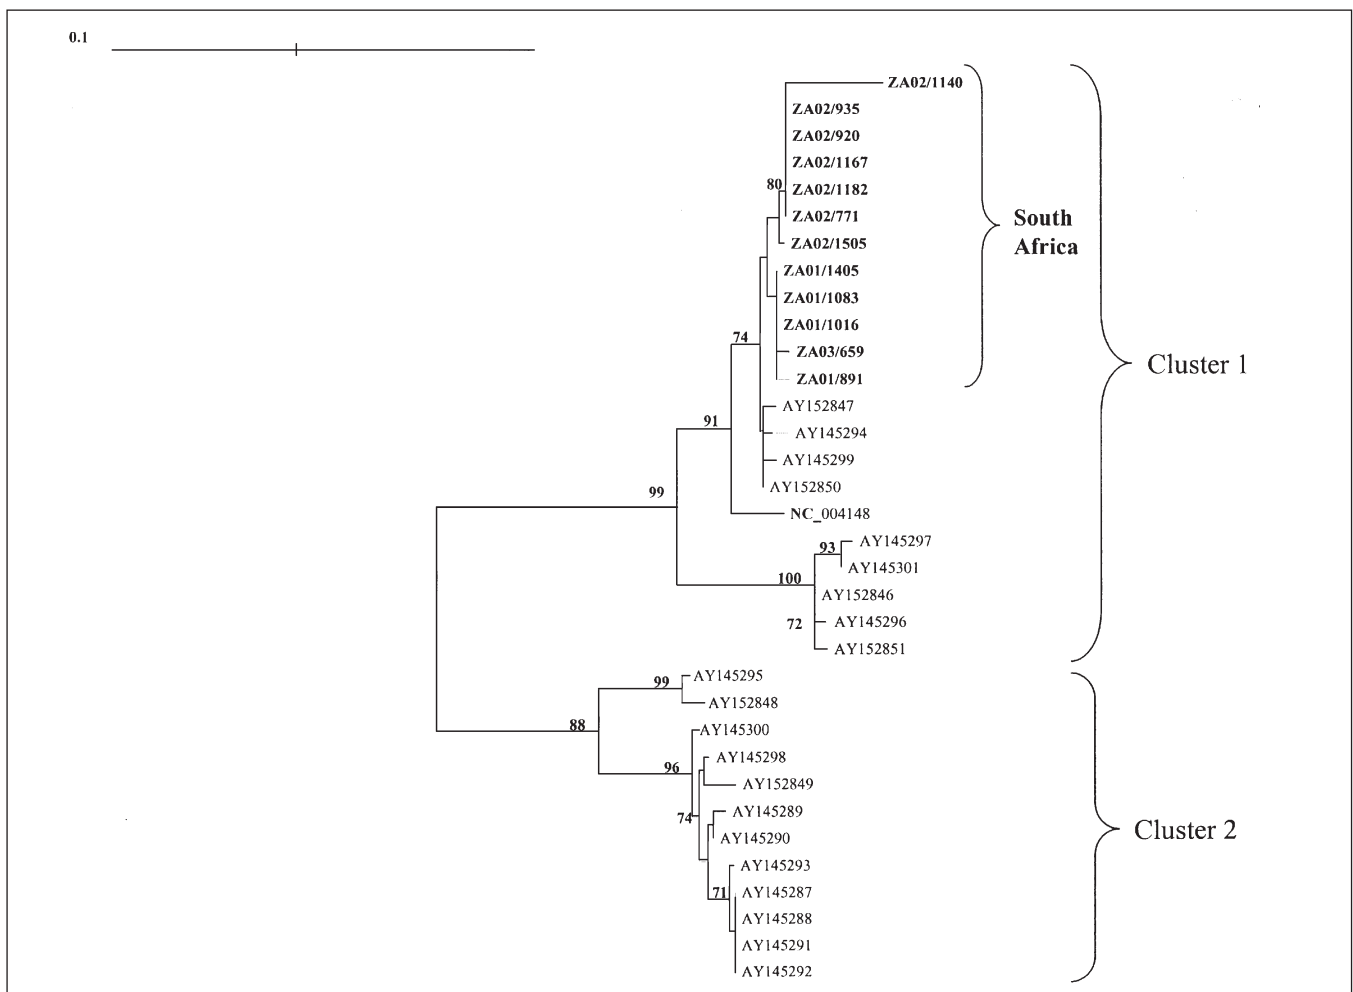 0.1
ZA02/1140
ZA02/935
ZA02/920
ZA02/1167
80
ZA02/1182
ZA02/771
ZA02/1505
South
Africa
ZA01/1405
ZA01/1083
ZA01/1016
74
ZA03/659
ZA01/891
Cluster 1
AY152847
91
AY145294
AY145299
AY152850
99
NC_004148
AY145297
93
AY145301
100
AY152846
72
AY145296
AY152851
AY145295
99
AY152848
88
AY145300
AY145298
96
AY152849
AY145289
74
AY145290
Cluster 2
AY145293
71
AY145287
AY145288
AY145291
AY145292